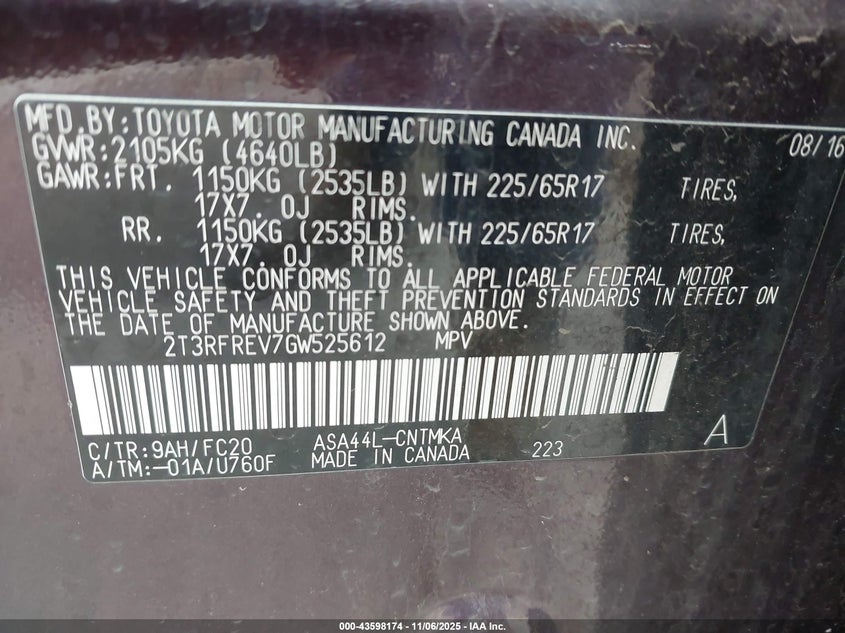 MFD.BY:TOYOTA MOTOR MANUFACTURING CANADA INC. 08/16
GVWR:2105KG (4640LB)
GAWR:FRT. 1150KG (2535LB) WITH 225/65R17 TIRES,
17X7. 0J RIMS.
RR. 1150KG (2535LB) WITH 225/65R17 TIRES,
17X7. 0J RIMS.
THIS VEHICLE CONFORMS TO ALL APPLICABLE FEDERAL MOTOR
VEHICLE SAFETY AND THEFT PREVENTION STANDARDS IN EFFECT ON
THE DATE OF MANUFACTURE SHOWN ABOVE.
2T3RFREV7GW525612 MPV
C/TR:9AH/FC20 ASA44L-CNTMKA A
A/TM:-01A/U760F MADE IN CANADA 223
000-43598174 - 11/06/2025 - IAA Inc.